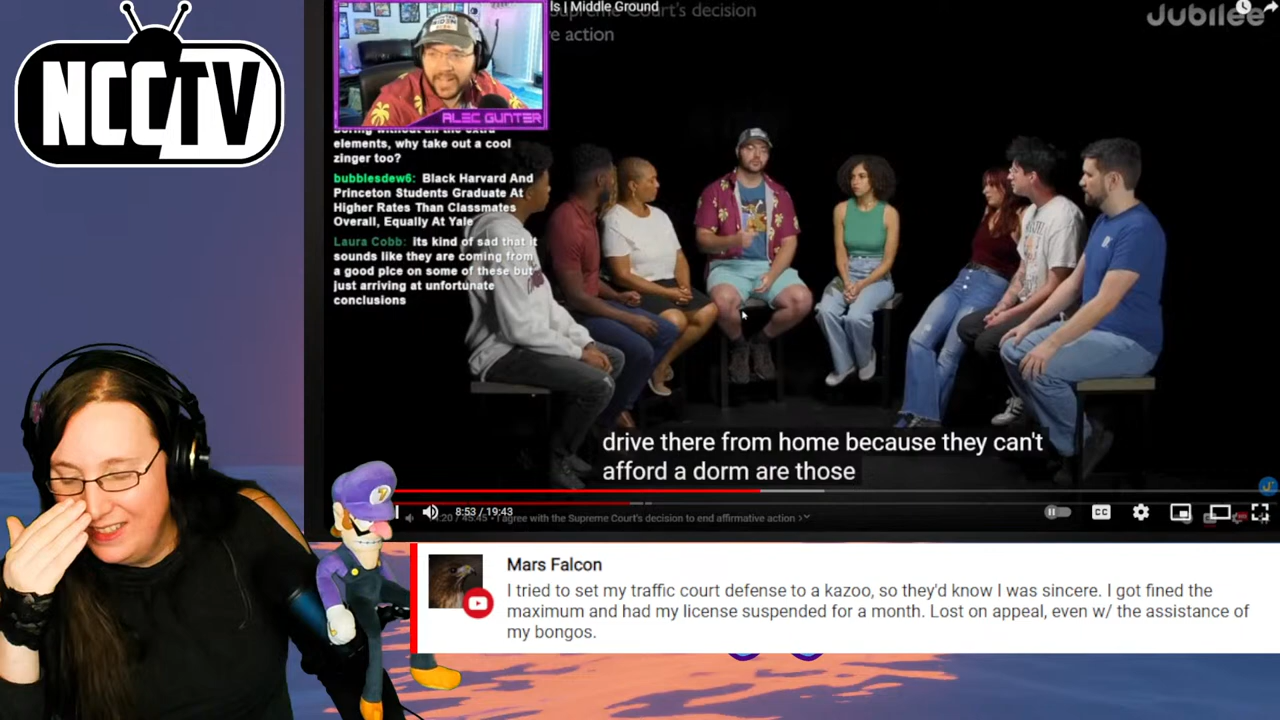 NCCTV
ls | Middle Ground
Supreme Court's decision
ve action
Jubilee
ALEC GUNTER
boring without all the extra
elements, why take out a cool
zinger too?
bubblesdew6: Black Harvard And
Princeton Students Graduate At
Higher Rates Than Classmates
Overall, Equally At Yale
Laura Cobb: its kind of sad that it
sounds like they are coming from
a good plce on some of these but
just arriving at unfortunate
conclusions
drive there from home because they can't
afford a dorm are those
8:53 / 19:43
/ 45:45 • I agree with the Supreme Court's decision to end affirmative action >
CC
Mars Falcon
I tried to set my traffic court defense to a kazoo, so they'd know I was sincere. I got fined the
maximum and had my license suspended for a month. Lost on appeal, even w/ the assistance of
my bongos.